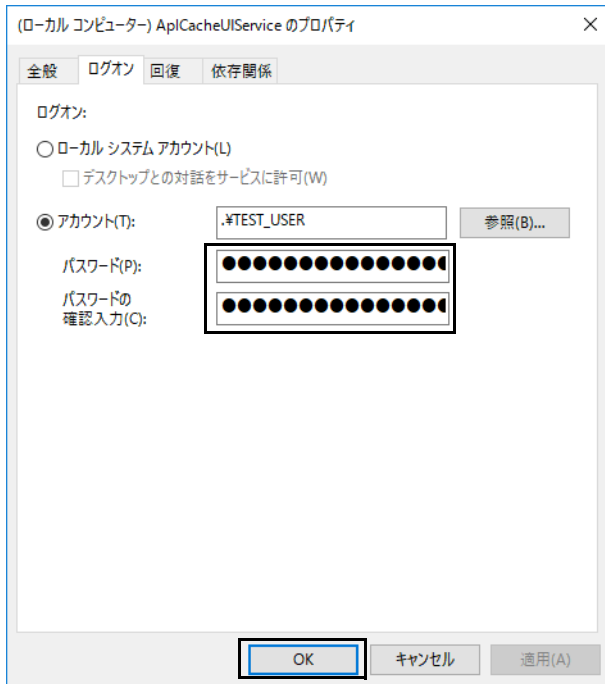 (ローカル コンピューター) AplCacheUIService のプロパティ
全般 ログオン 回復 依存関係
ログオン:
ローカル システム アカウント(L)
デスクトップとの対話をサービスに許可(W)
アカウント(T): .¥TEST_USER 参照(B)...
パスワード(P): ●●●●●●●●●●●●●●●
パスワードの
確認入力(C): ●●●●●●●●●●●●●●●
OK キャンセル 適用(A)